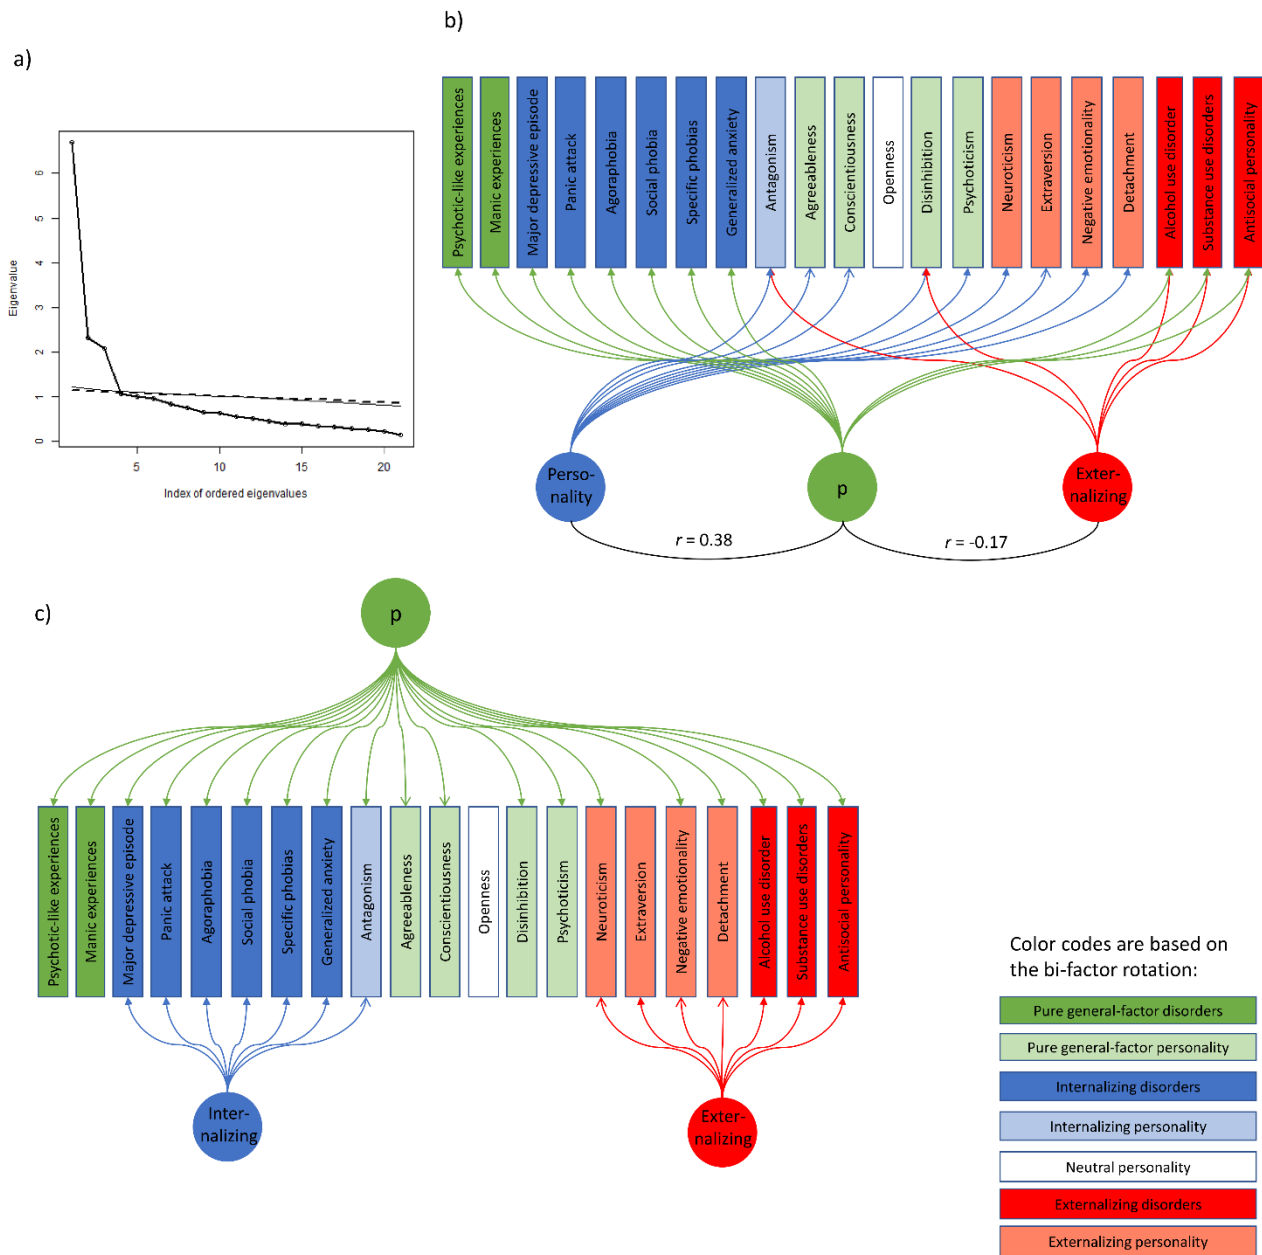 b)
a)
Psychotic-like experiences
Manic experiences
Major depressive episode
Panic attack
Agoraphobia
Social phobia
Specific phobias
Generalized anxiety
Antagonism
Agreeableness
Conscientiousness
Openness
Disinhibition
Psychoticism
Neuroticism
Extraversion
Negative emotionality
Detachment
Alcohol use disorder
Substance use disorders
Antisocial personality
Eigenvalue
6
5
4
3
2
1
0
5
10
15
20
Index of ordered eigenvalues
Perso-
nality
p
Exter-
nalizing
r = 0.38
r = -0.17
c)
p
Psychotic-like experiences
Manic experiences
Major depressive episode
Panic attack
Agoraphobia
Social phobia
Specific phobias
Generalized anxiety
Antagonism
Agreeableness
Conscientiousness
Openness
Disinhibition
Psychoticism
Neuroticism
Extraversion
Negative emotionality
Detachment
Alcohol use disorder
Substance use disorders
Antisocial personality
Inter-
nalizing
Exter-
nalizing
Color codes are based on
the bi-factor rotation:
Pure general-factor disorders
Pure general-factor personality
Internalizing disorders
Internalizing personality
Neutral personality
Externalizing disorders
Externalizing personality